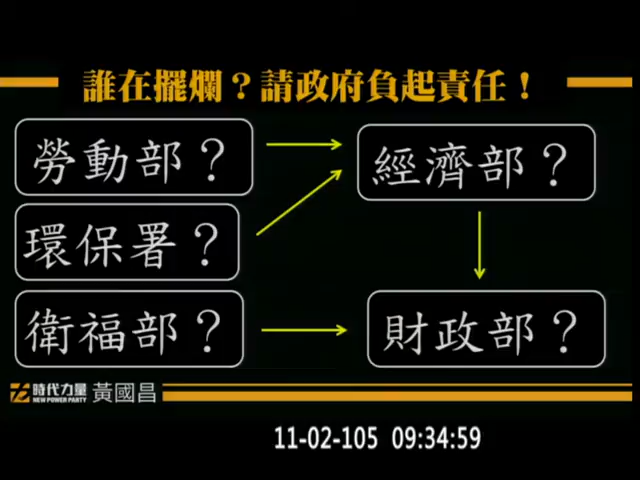 誰在擺爛？請政府負起責任！
勞動部？
經濟部？
環保署？
衛福部？
財政部？
時代力量 黃國昌
NEW POWER PARTY
11-02-105 09:34:59